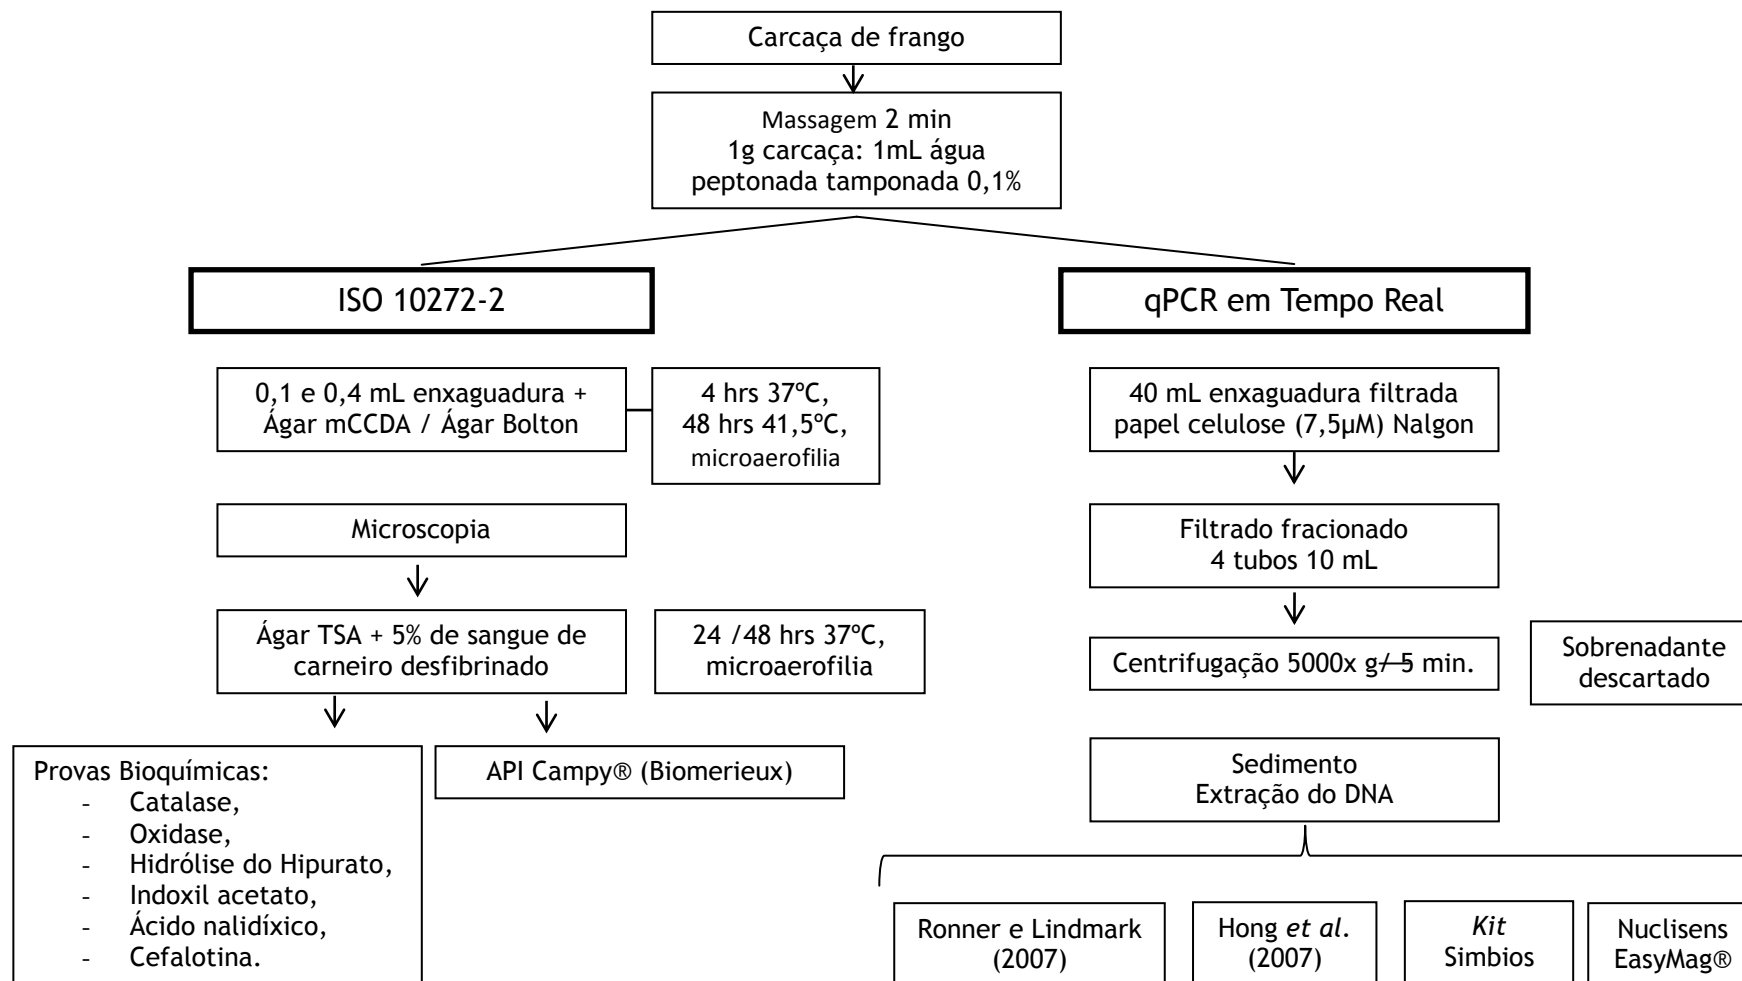 Carcaça de frango
Massagem 2 min
1g carcaça: 1mL água
peptonada tamponada 0,1%
ISO 10272-2
qPCR em Tempo Real
0,1 e 0,4 mL enxaguadura +
Ágar mCCDA / Ágar Bolton
4 hrs 37ºC,
48 hrs 41,5ºC,
microaerofilia
40 mL enxaguadura filtrada
papel celulose (7,5µM) Nalgon
Microscopia
Filtrado fracionado
4 tubos 10 mL
Ágar TSA + 5% de sangue de
carneiro desfibrinado
24 /48 hrs 37ºC,
microaerofilia
Centrifugação 5000x g/ 5 min.
Sobrenadante
descartado
Provas Bioquímicas:
- Catalase,
- Oxidase,
- Hidrólise do Hipurato,
- Indoxil acetato,
- Ácido nalidíxico,
- Cefalotina.
API Campy® (Biomerieux)
Sedimento
Extração do DNA
Ronner e Lindmark
(2007)
Hong et al.
(2007)
Kit
Simbios
Nuclisens
EasyMag®